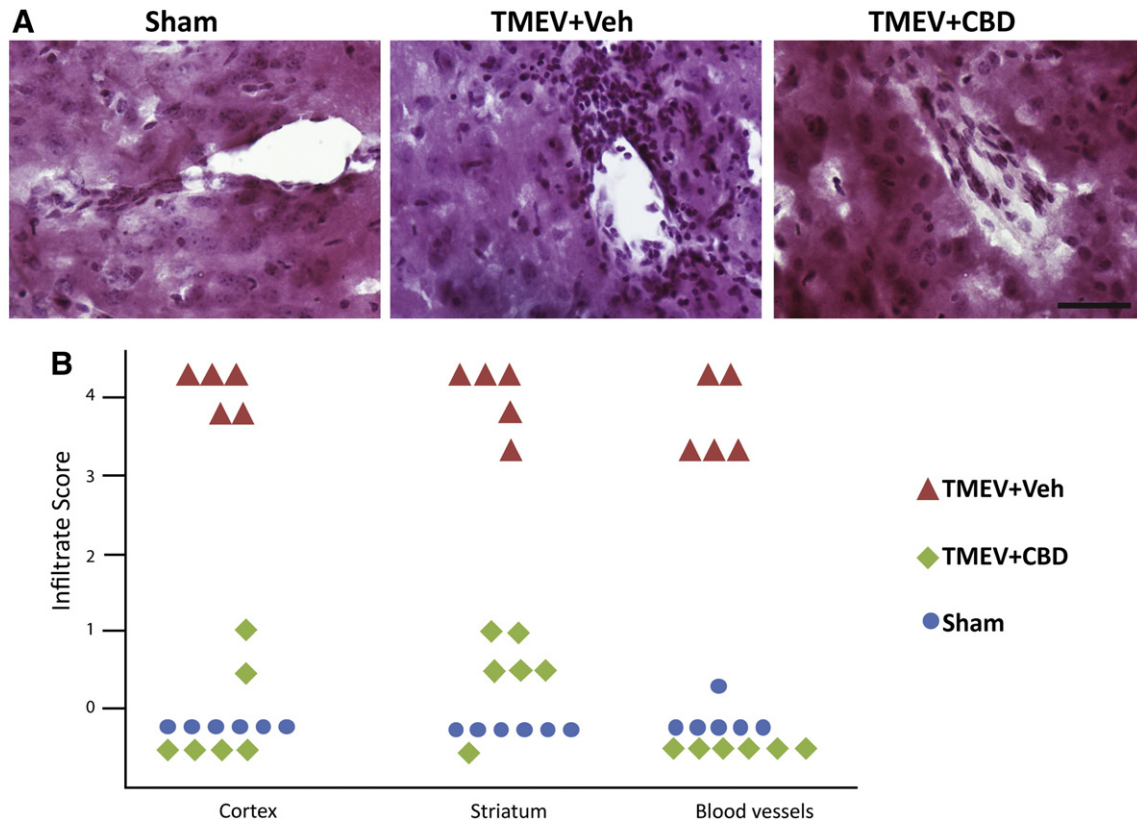 A
Sham
TMEV+Veh
TMEV+CBD
B
Infiltrate Score
4
3
2
1
0
Cortex
Striatum
Blood vessels
TMEV+Veh
TMEV+CBD
Sham